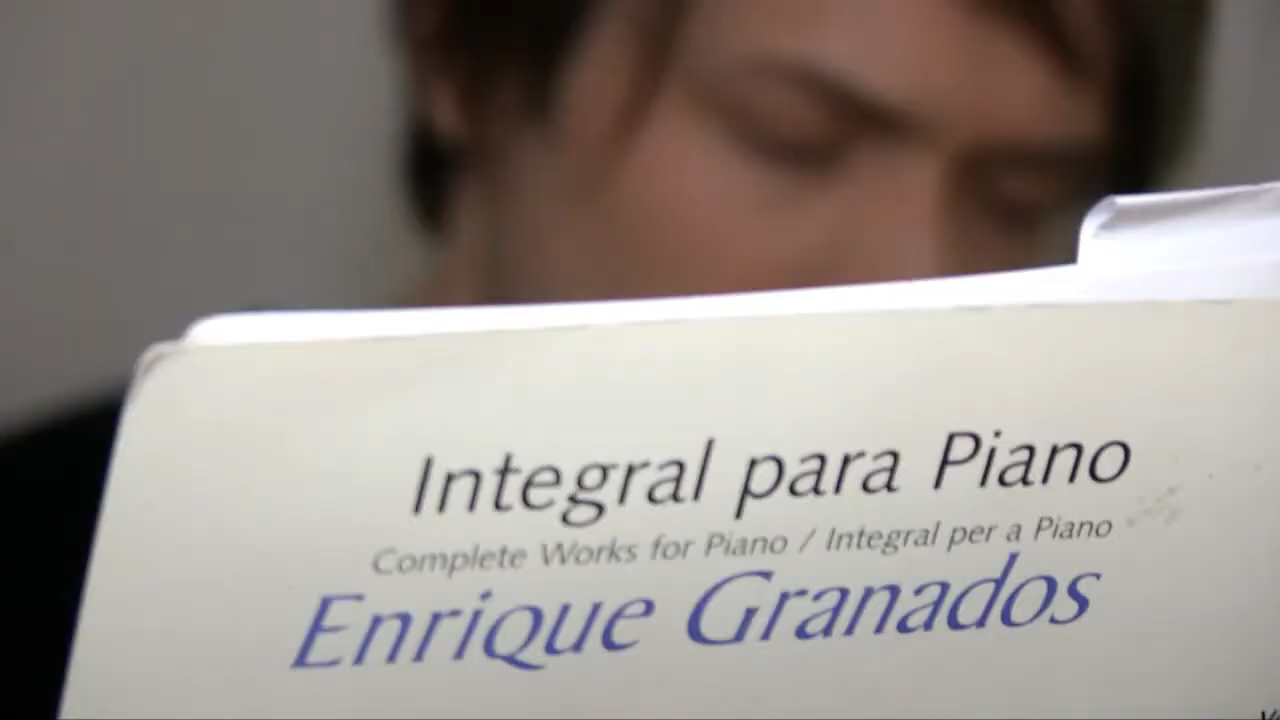 Integral para Piano
Complete Works for Piano / Integral per a Piano
Enrique Granados